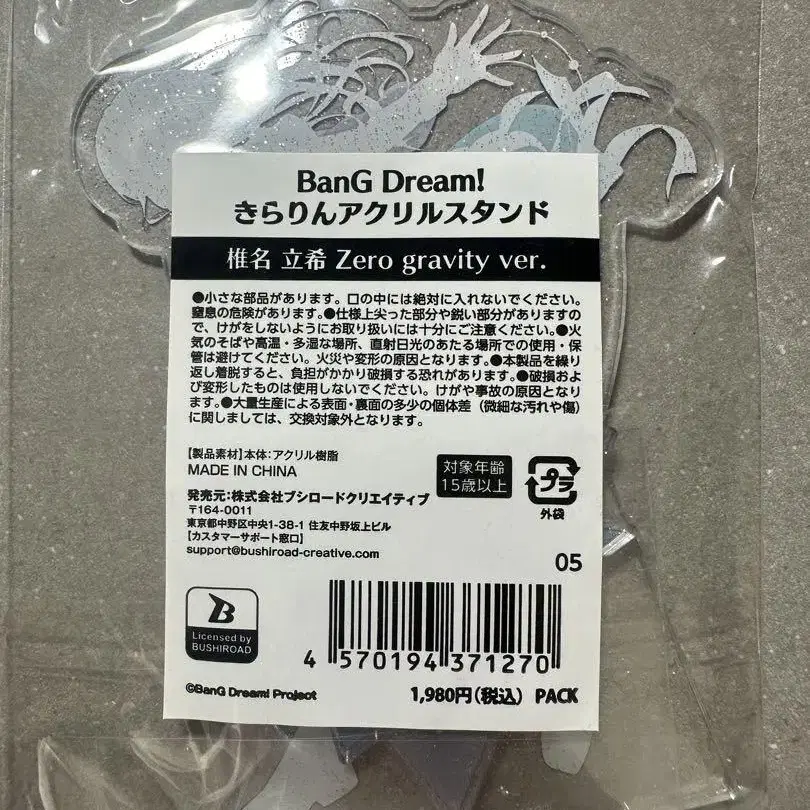 BanG Dream!
きらりんアクリルスタンド
椎名 立希 Zero gravity ver.
●小さな部品があります。口の中には絶対に入れないでください。
窒息の危険があります。●仕様上尖った部分や鋭い部分がありますの
で、けがをしないようにお取り扱いには十分にご注意ください。●火
気のそばや高温・多湿な場所、直射日光のあたる場所での使用・保
管は避けてください。火災や変形の原因となります。●本製品を繰り
返し着脱すると、負担がかかり破損する恐れがあります。●破損およ
び変形したものは使用しないでください。けがや事故の原因となり
ます。●大量生産による表面・裏面の多少の個体差（微細な汚れや傷）
に関しましては、交換対象外となります。
【製品素材】本体：アクリル樹脂
MADE IN CHINA
対象年齢
15歳以上
プラ
外袋
発売元：株式会社ブシロードクリエイティブ
〒164-0011
東京都中野区中央1-38-1 住友中野坂上ビル
【カスタマーサポート窓口】
support@bushiroad-creative.com
05
B
Licensed by
BUSHIROAD
4 570194 371270
©BanG Dream! Project
1,980円（税込） PACK